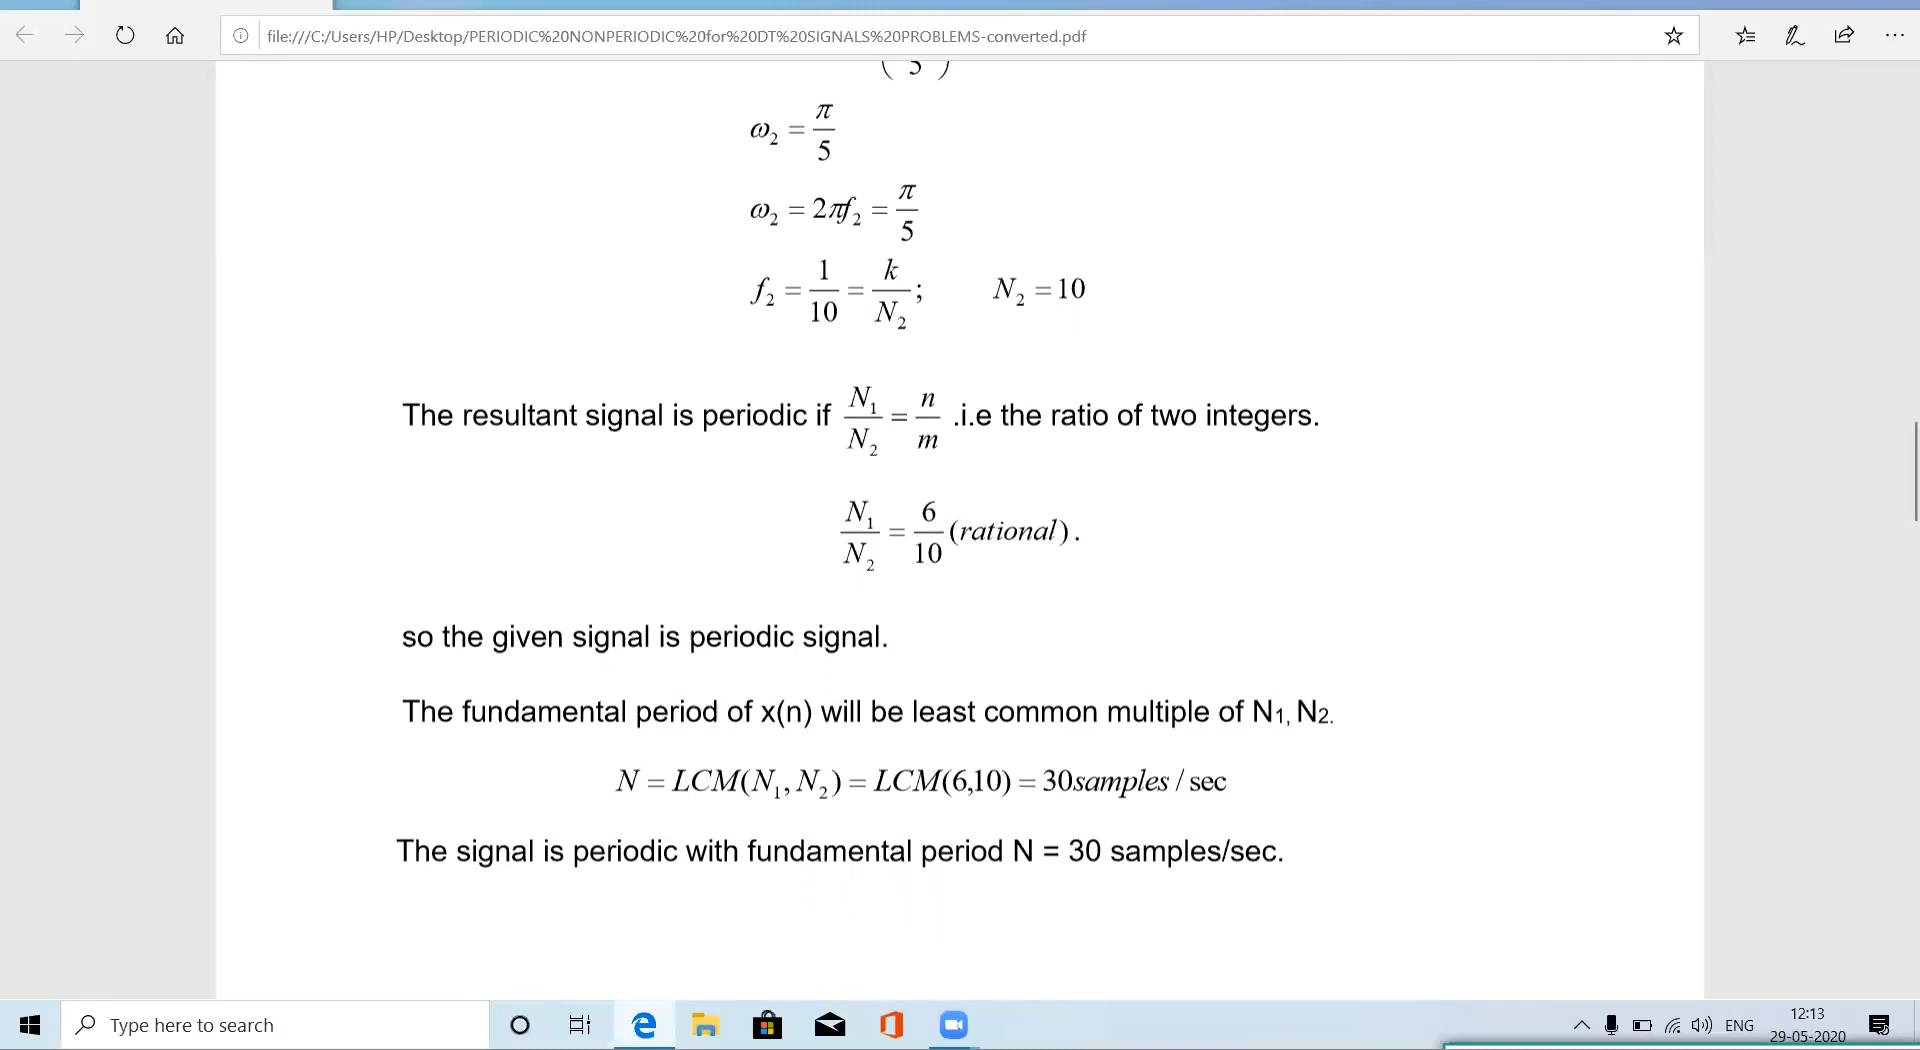 file:///C:/Users/HP/Desktop/PERIODIC%20NONPERIODIC%20for%20DT%20SIGNALS%20PROBLEMS-converted.pdf
( 5 )
ω₂ = π/5
ω₂ = 2πf₂ = π/5
f₂ = 1/10 = k/N₂ ; N₂ = 10
The resultant signal is periodic if N₁/N₂ = n/m .i.e the ratio of two integers.
N₁/N₂ = 6/10 (rational) .
so the given signal is periodic signal.
The fundamental period of x(n) will be least common multiple of N1, N2.
N = LCM(N₁, N₂) = LCM(6,10) = 30samples / sec
The signal is periodic with fundamental period N = 30 samples/sec.
Type here to search
ENG
12:13
29-05-2020